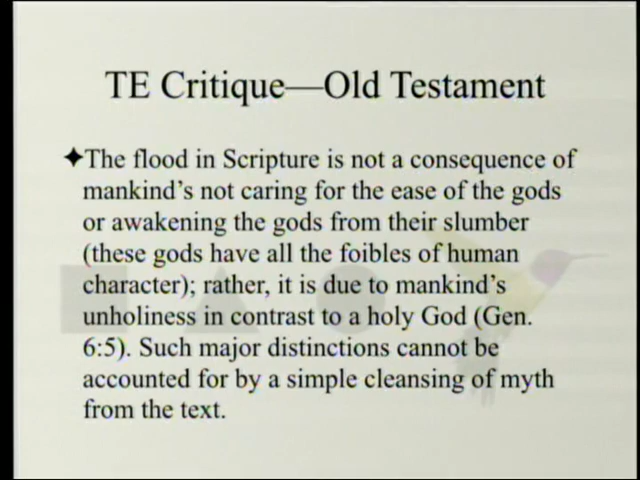 TE Critique—Old Testament
✦The flood in Scripture is not a consequence of
mankind’s not caring for the ease of the gods
or awakening the gods from their slumber
(these gods have all the foibles of human
character); rather, it is due to mankind’s
unholiness in contrast to a holy God (Gen.
6:5). Such major distinctions cannot be
accounted for by a simple cleansing of myth
from the text.